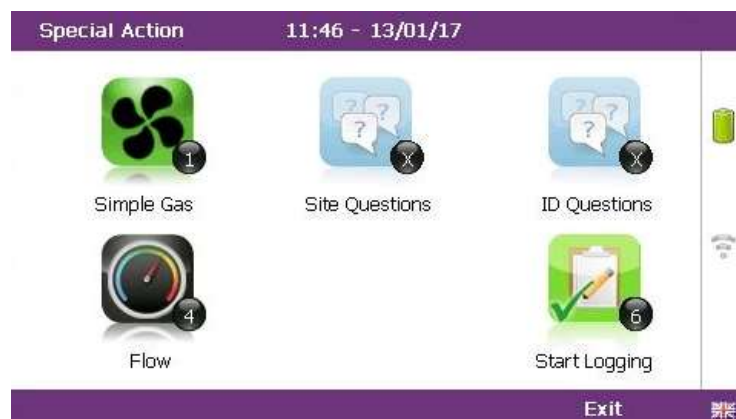 Special Action 11:46 - 13/01/17
1 X X
Simple Gas Site Questions ID Questions
4 6
Flow Start Logging
Exit